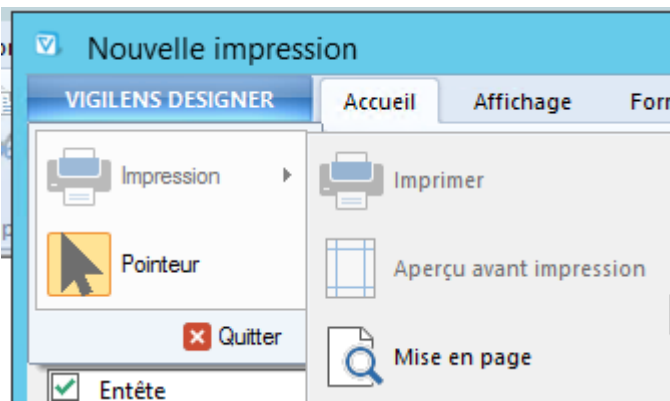 Nouvelle impression
VIGILENS DESIGNER Accueil Affichage
Impression Imprimer
Pointeur Aperçu avant impression
Quitter Mise en page
Entête